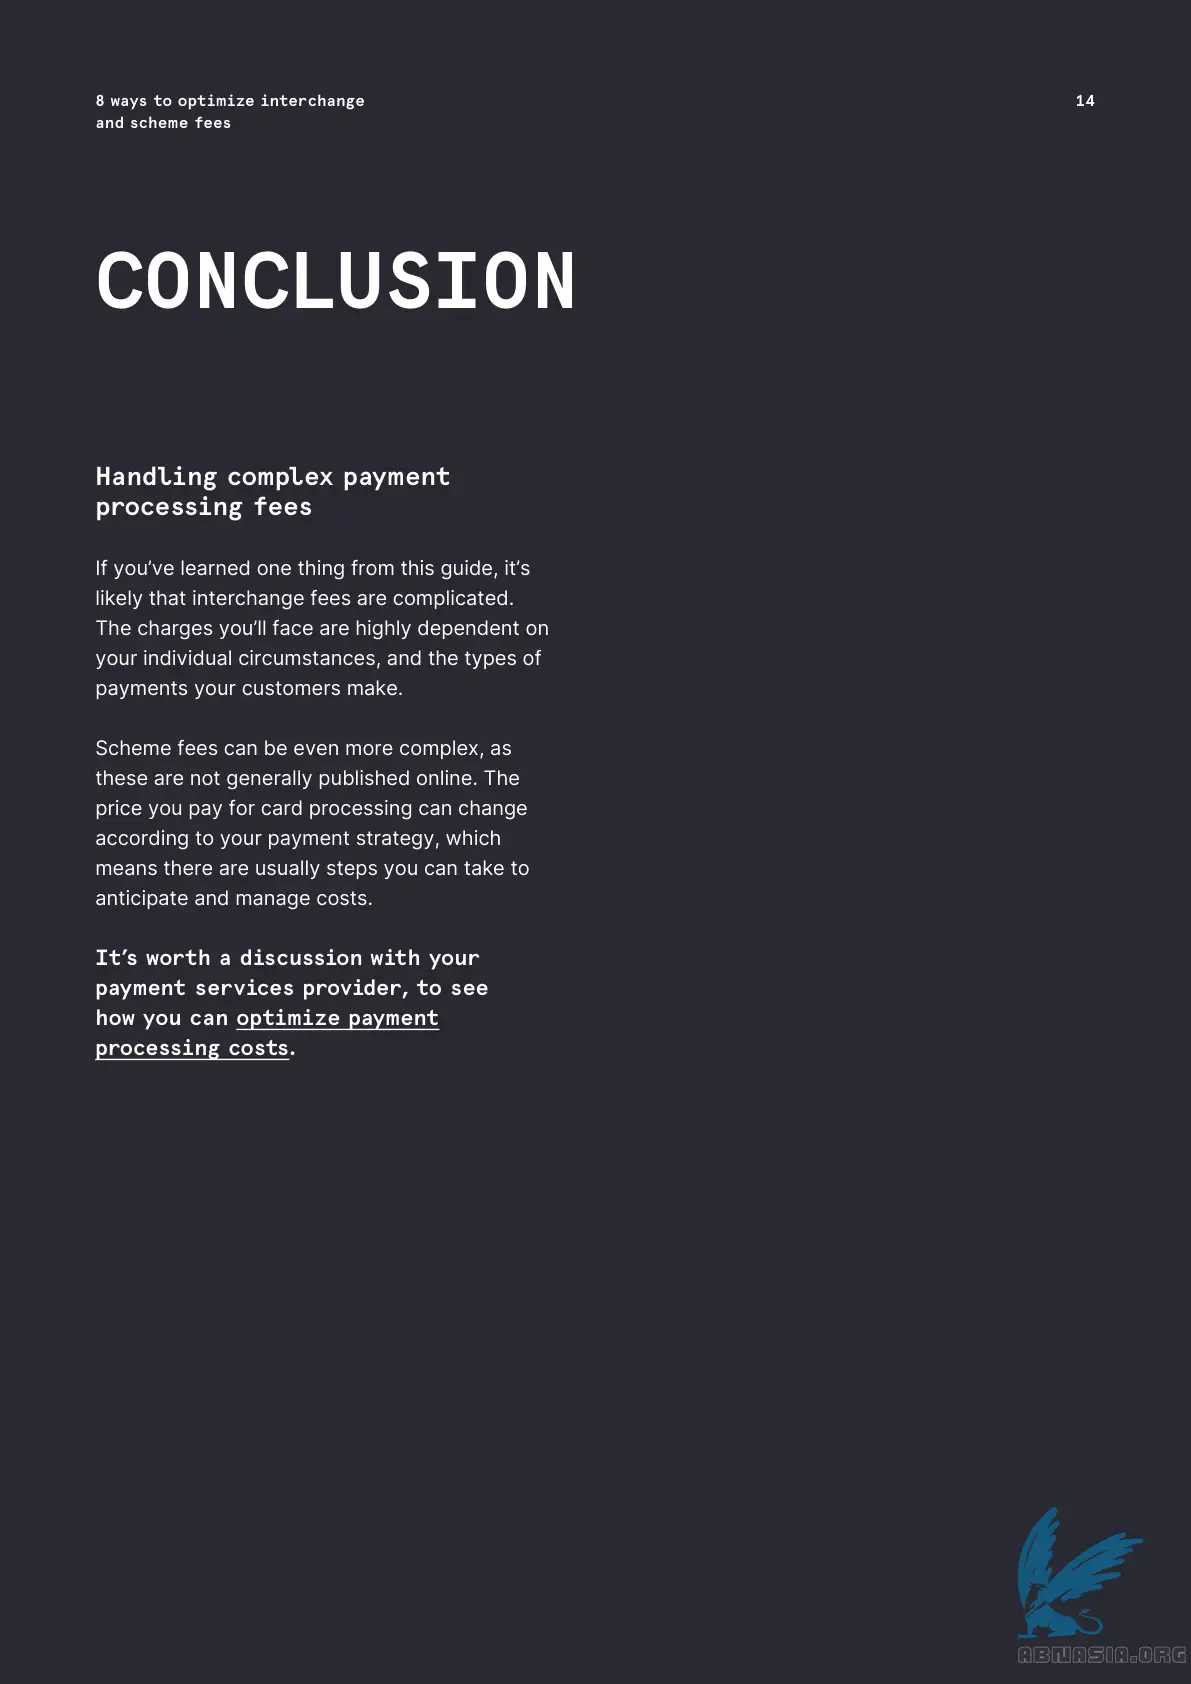 8 ways to optimize interchange
and scheme fees
14
CONCLUSION
Handling complex payment
processing fees
If you’ve learned one thing from this guide, it’s
likely that interchange fees are complicated.
The charges you’ll face are highly dependent on
your individual circumstances, and the types of
payments your customers make.
Scheme fees can be even more complex, as
these are not generally published online. The
price you pay for card processing can change
according to your payment strategy, which
means there are usually steps you can take to
anticipate and manage costs.
It’s worth a discussion with your
payment services provider, to see
how you can optimize payment
processing costs.
ABNASIA.ORG